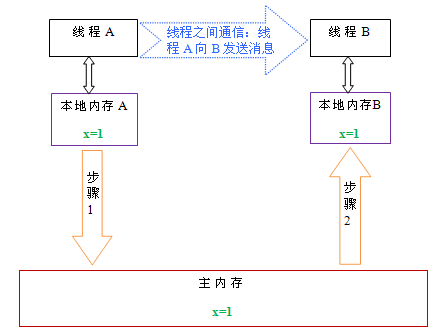 线程 A
线程之间通信：线
程 A 向 B 发送消息
线程 B
本地内存 A
x=1
本地内存B
x=1
步
骤
1
步
骤
2
主内存
x=1